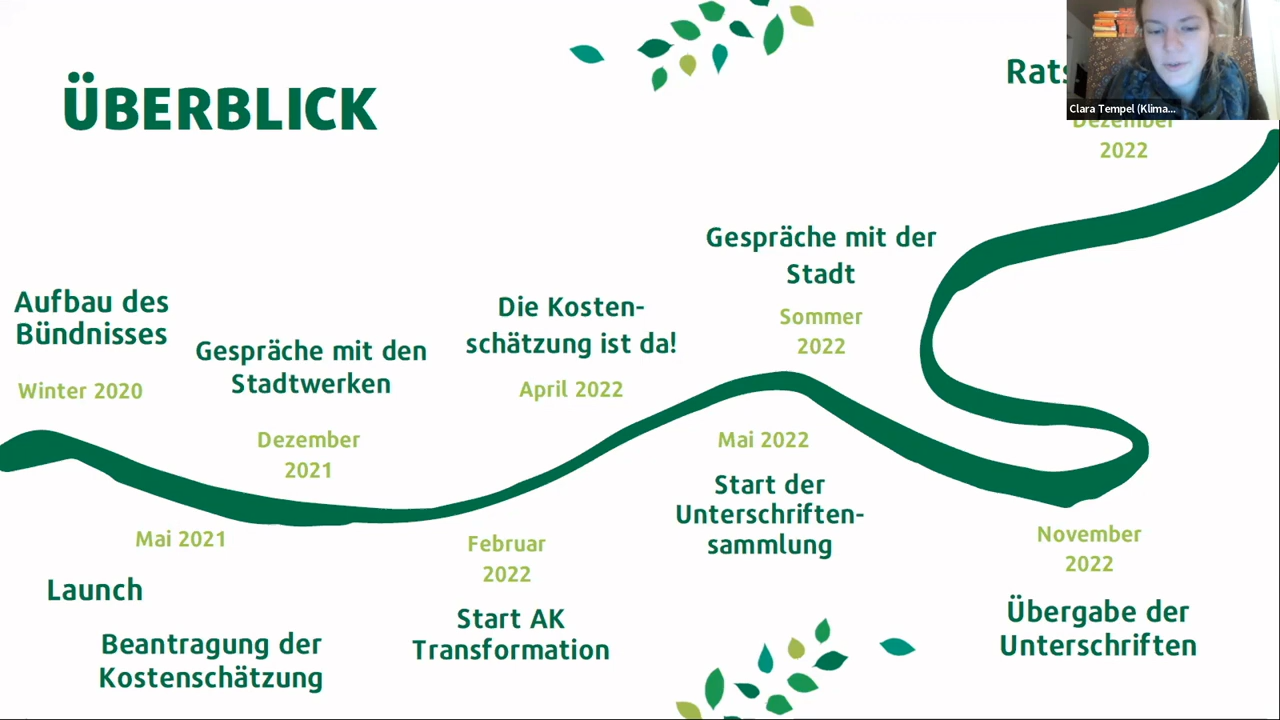 ÜBERBLICK
Clara Tempel (Klima...
Dezember
2022
Gespräche mit der
Stadt
Sommer
2022
Aufbau des
Bündnisses
Winter 2020
Gespräche mit den
Stadtwerken
Dezember
2021
Die Kosten-
schätzung ist da!
April 2022
Mai 2022
Start der
Unterschriften-
sammlung
Mai 2021
Launch
Beantragung der
Kostenschätzung
Februar
2022
Start AK
Transformation
November
2022
Übergabe der
Unterschriften